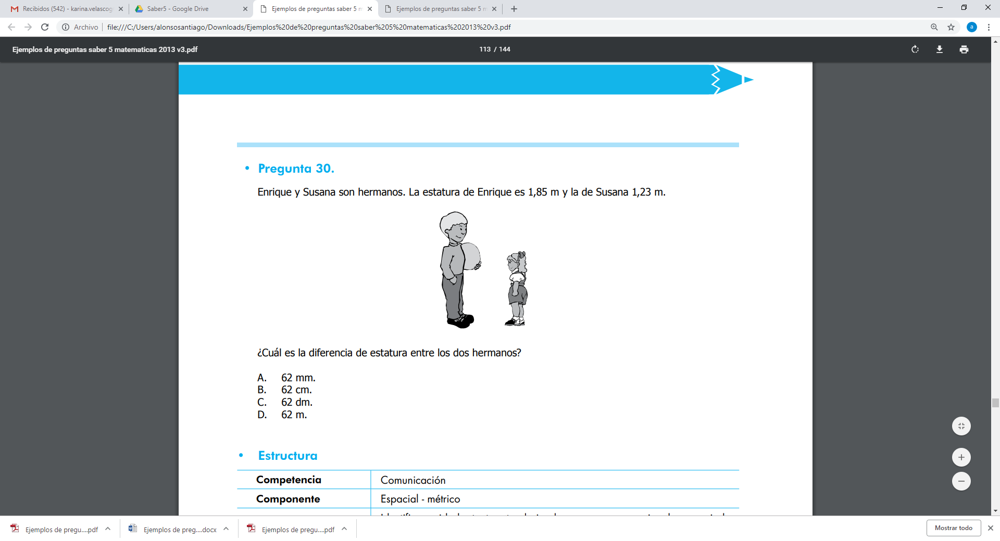 Recibidos (542) - karina.velascog
Saber5 - Google Drive
Ejemplos de preguntas saber 5 m
Ejemplos de preguntas saber 5 m
Archivo
file:///C:/Users/alonsosantiago/Downloads/Ejemplos%20de%20preguntas%20saber%205%20matematicas%202013%20v3.pdf
a
Ejemplos de preguntas saber 5 matematicas 2013 v3.pdf
113 / 144
• Pregunta 30.
Enrique y Susana son hermanos. La estatura de Enrique es 1,85 m y la de Susana 1,23 m.
¿Cuál es la diferencia de estatura entre los dos hermanos?
A. 62 mm.
B. 62 cm.
C. 62 dm.
D. 62 m.
• Estructura
Competencia Comunicación
Componente Espacial - métrico
Ejemplos de pregu....pdf
Ejemplos de preg....docx
Ejemplos de pregu....pdf
Mostrar todo